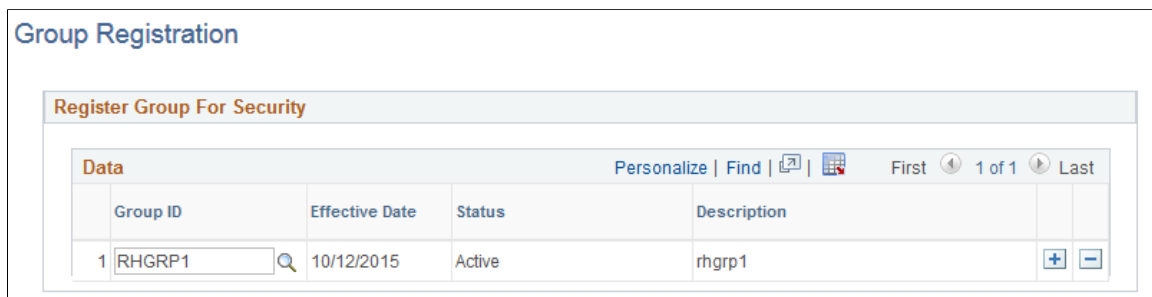 Group Registration
Register Group For Security
Data Personalize | Find | | First 1 of 1 Last
Group ID Effective Date Status Description
1 RHGRP1 10/12/2015 Active rhgrp1